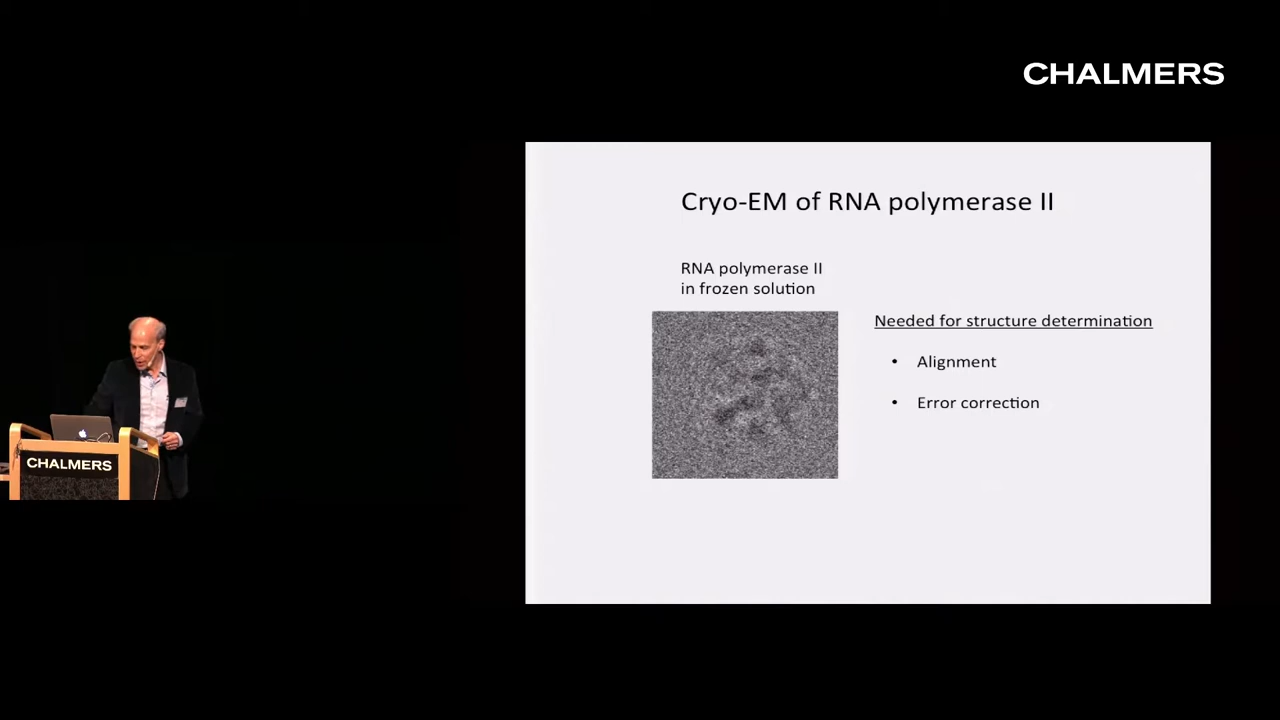 CHALMERS
Cryo-EM of RNA polymerase II
RNA polymerase II
in frozen solution
Needed for structure determination
• Alignment
• Error correction
CHALMERS